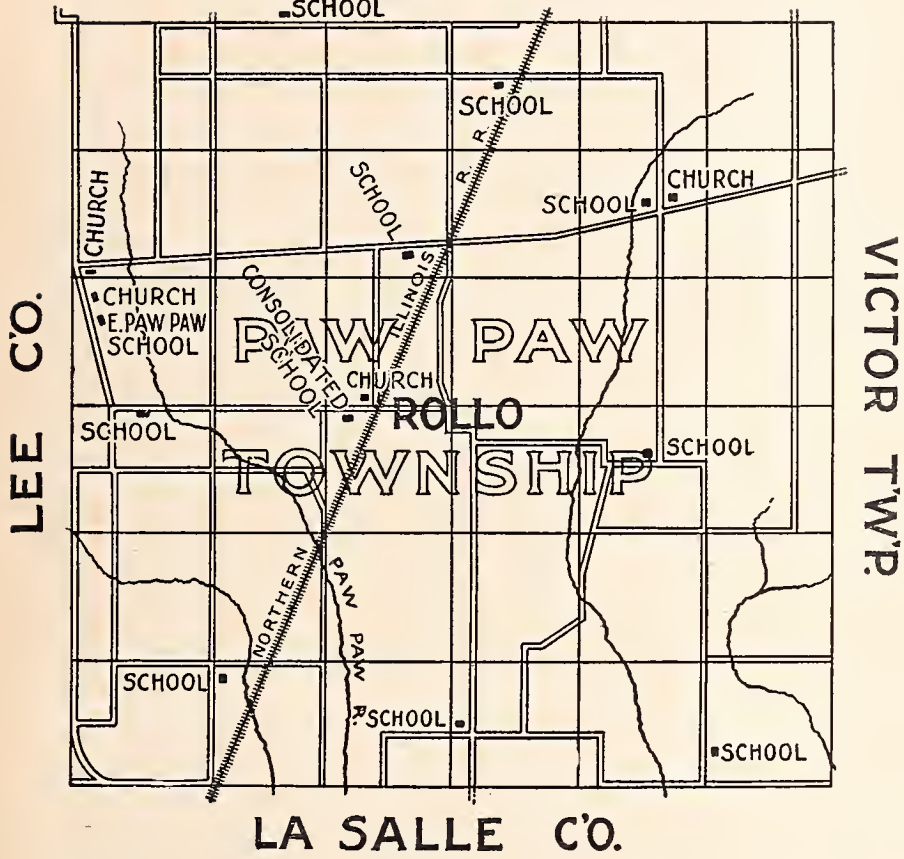 SCHOOL
SCHOOL
R. R.
SCHOOL
SCHOOL
CHURCH
CHURCH
ILLINOIS
CHURCH
E. PAW PAW
SCHOOL
CONSOLIDATED
SCHOOL
PAW PAW
CHURCH
ROLLO
SCHOOL
SCHOOL
TOWNSHIP
NORTHERN
PAW PAW R.
SCHOOL
SCHOOL
SCHOOL
LEE CO.
VICTOR TWP.
LA SALLE CO.